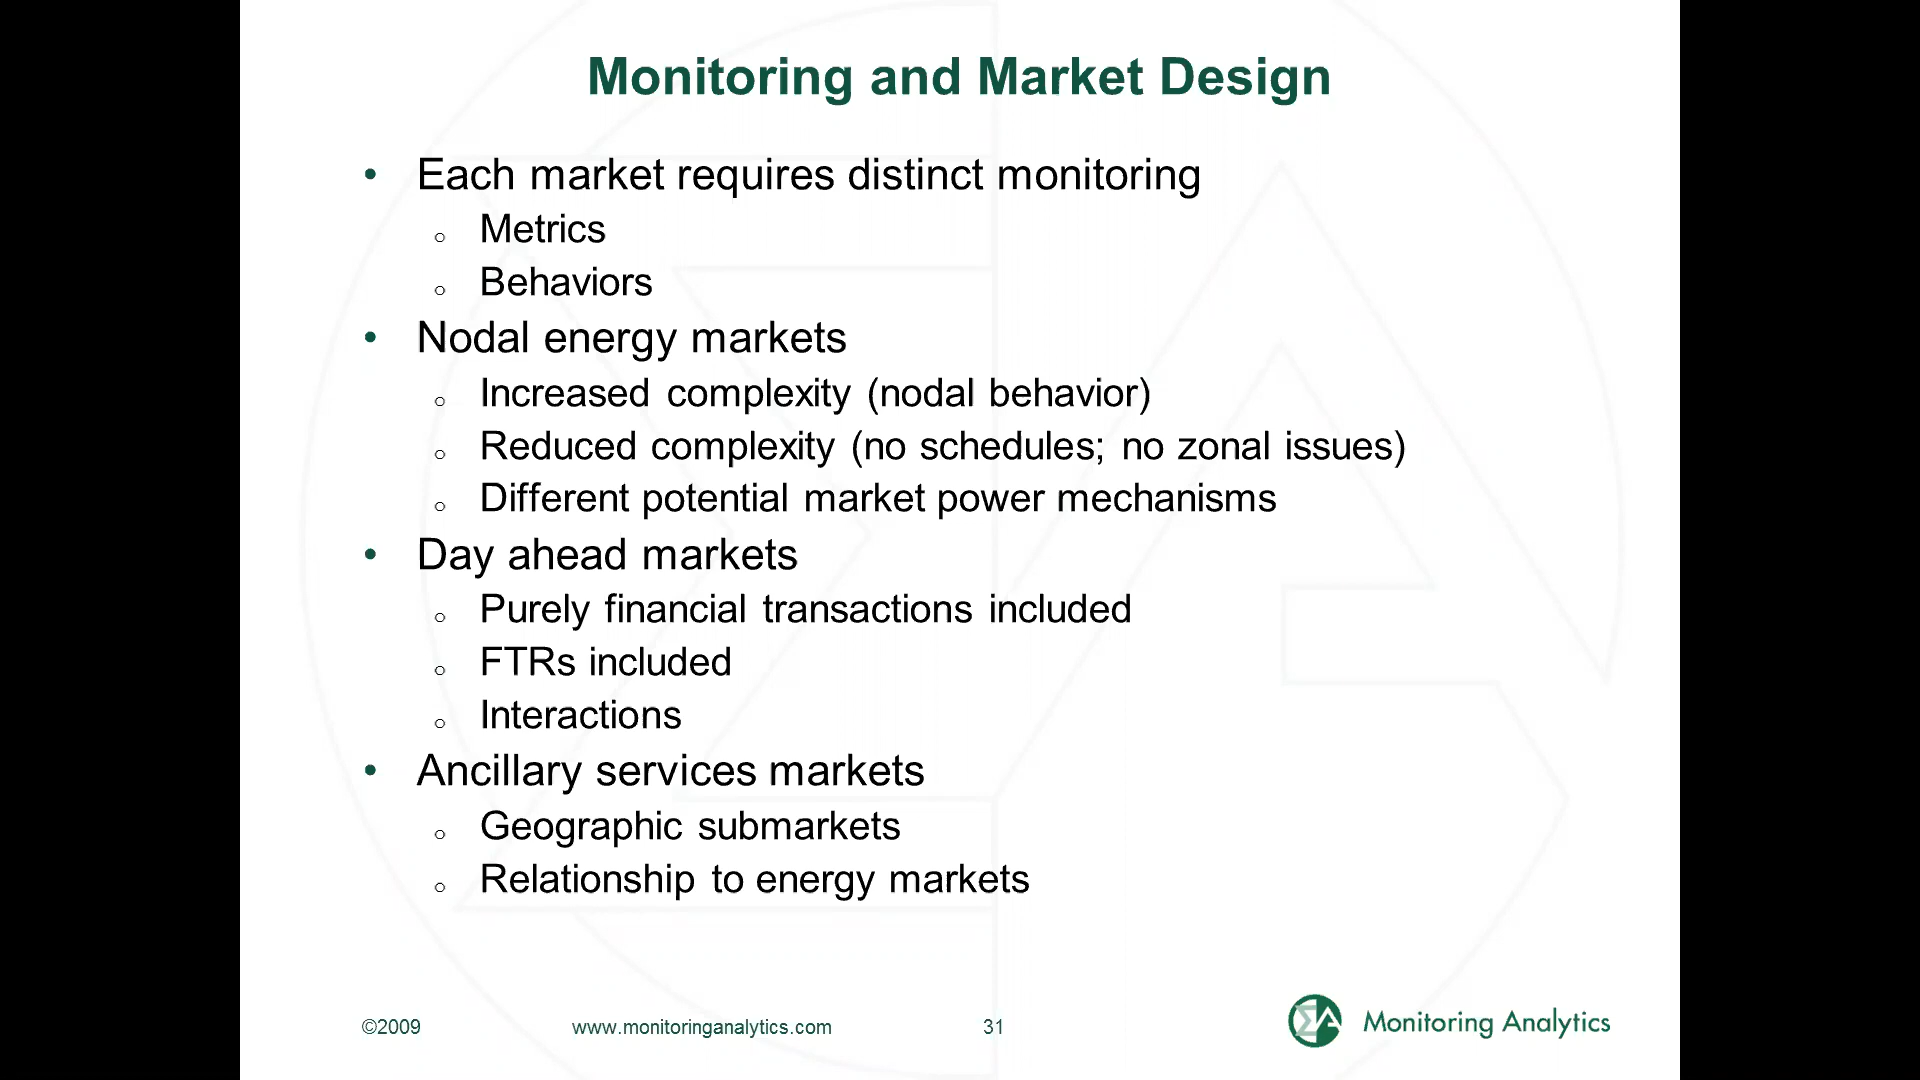 Monitoring and Market Design
• Each market requires distinct monitoring
o Metrics
o Behaviors
• Nodal energy markets
o Increased complexity (nodal behavior)
o Reduced complexity (no schedules; no zonal issues)
o Different potential market power mechanisms
• Day ahead markets
o Purely financial transactions included
o FTRs included
o Interactions
• Ancillary services markets
o Geographic submarkets
o Relationship to energy markets
©2009 www.monitoringanalytics.com 31 Monitoring Analytics